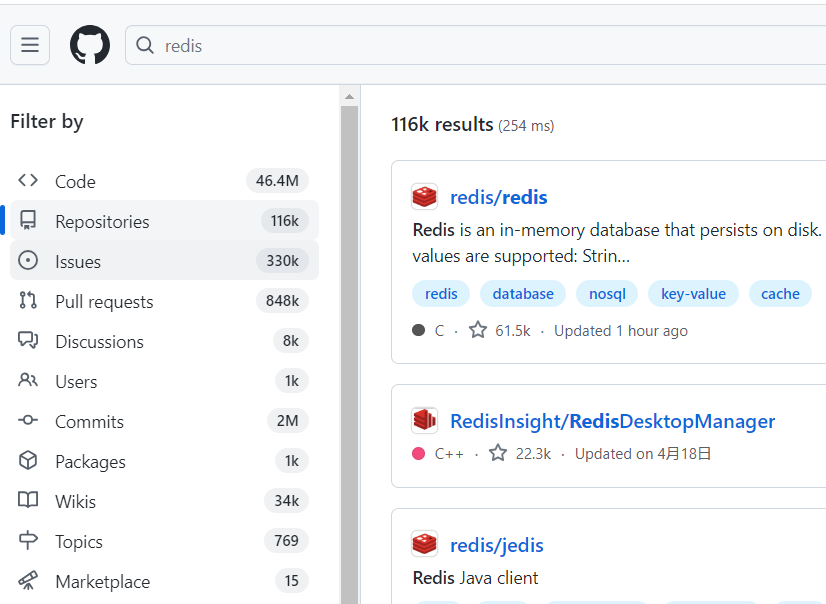 redis
Filter by
Code 46.4M
Repositories 116k
Issues 330k
Pull requests 848k
Discussions 8k
Users 1k
Commits 2M
Packages 1k
Wikis 34k
Topics 769
Marketplace 15
116k results (254 ms)
redis/redis
Redis is an in-memory database that persists on disk.
values are supported: Strin...
redis database nosql key-value cache
C · 61.5k · Updated 1 hour ago
RedisInsight/RedisDesktopManager
C++ · 22.3k · Updated on 4月18日
redis/jedis
Redis Java client